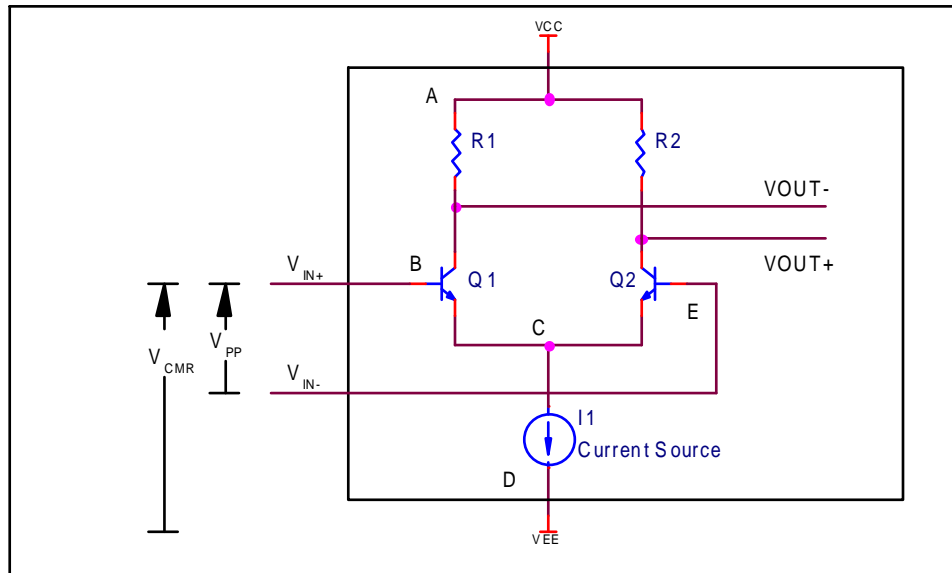 VCC
A
R1
R2
VOUT-
VOUT+
VIN+
B
Q1
Q2
E
C
VCMR
VPP
VIN-
I1
Current Source
D
VEE